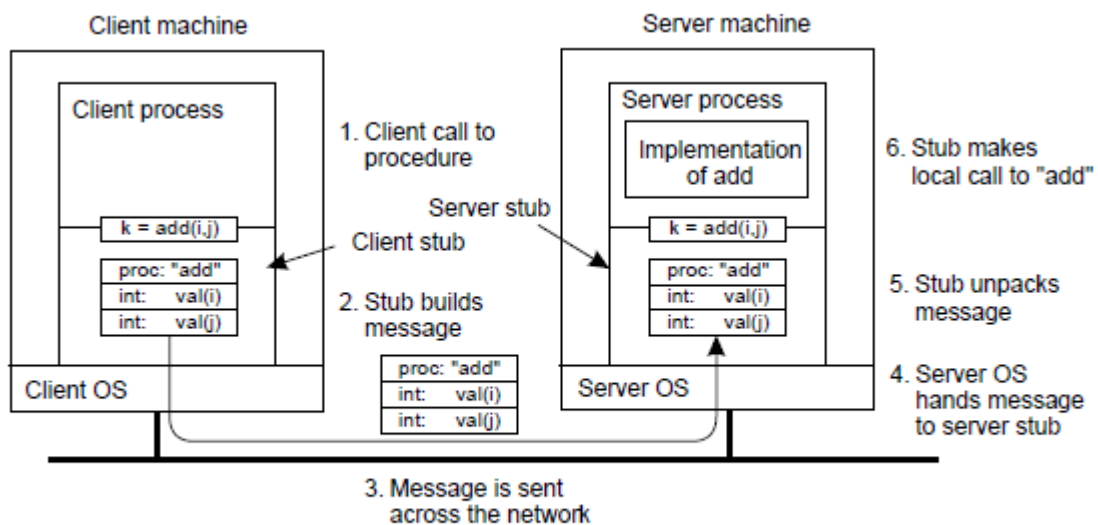 Client machine
Server machine
Client process
1. Client call to
procedure
k = add(i,j)
Client stub
proc: "add"
int: val(i)
int: val(j)
2. Stub builds
message
proc: "add"
int: val(i)
int: val(j)
Client OS
3. Message is sent
across the network
Server process
Implementation
of add
Server stub
k = add(i,j)
proc: "add"
int: val(i)
int: val(j)
Server OS
6. Stub makes
local call to "add"
5. Stub unpacks
message
4. Server OS
hands message
to server stub